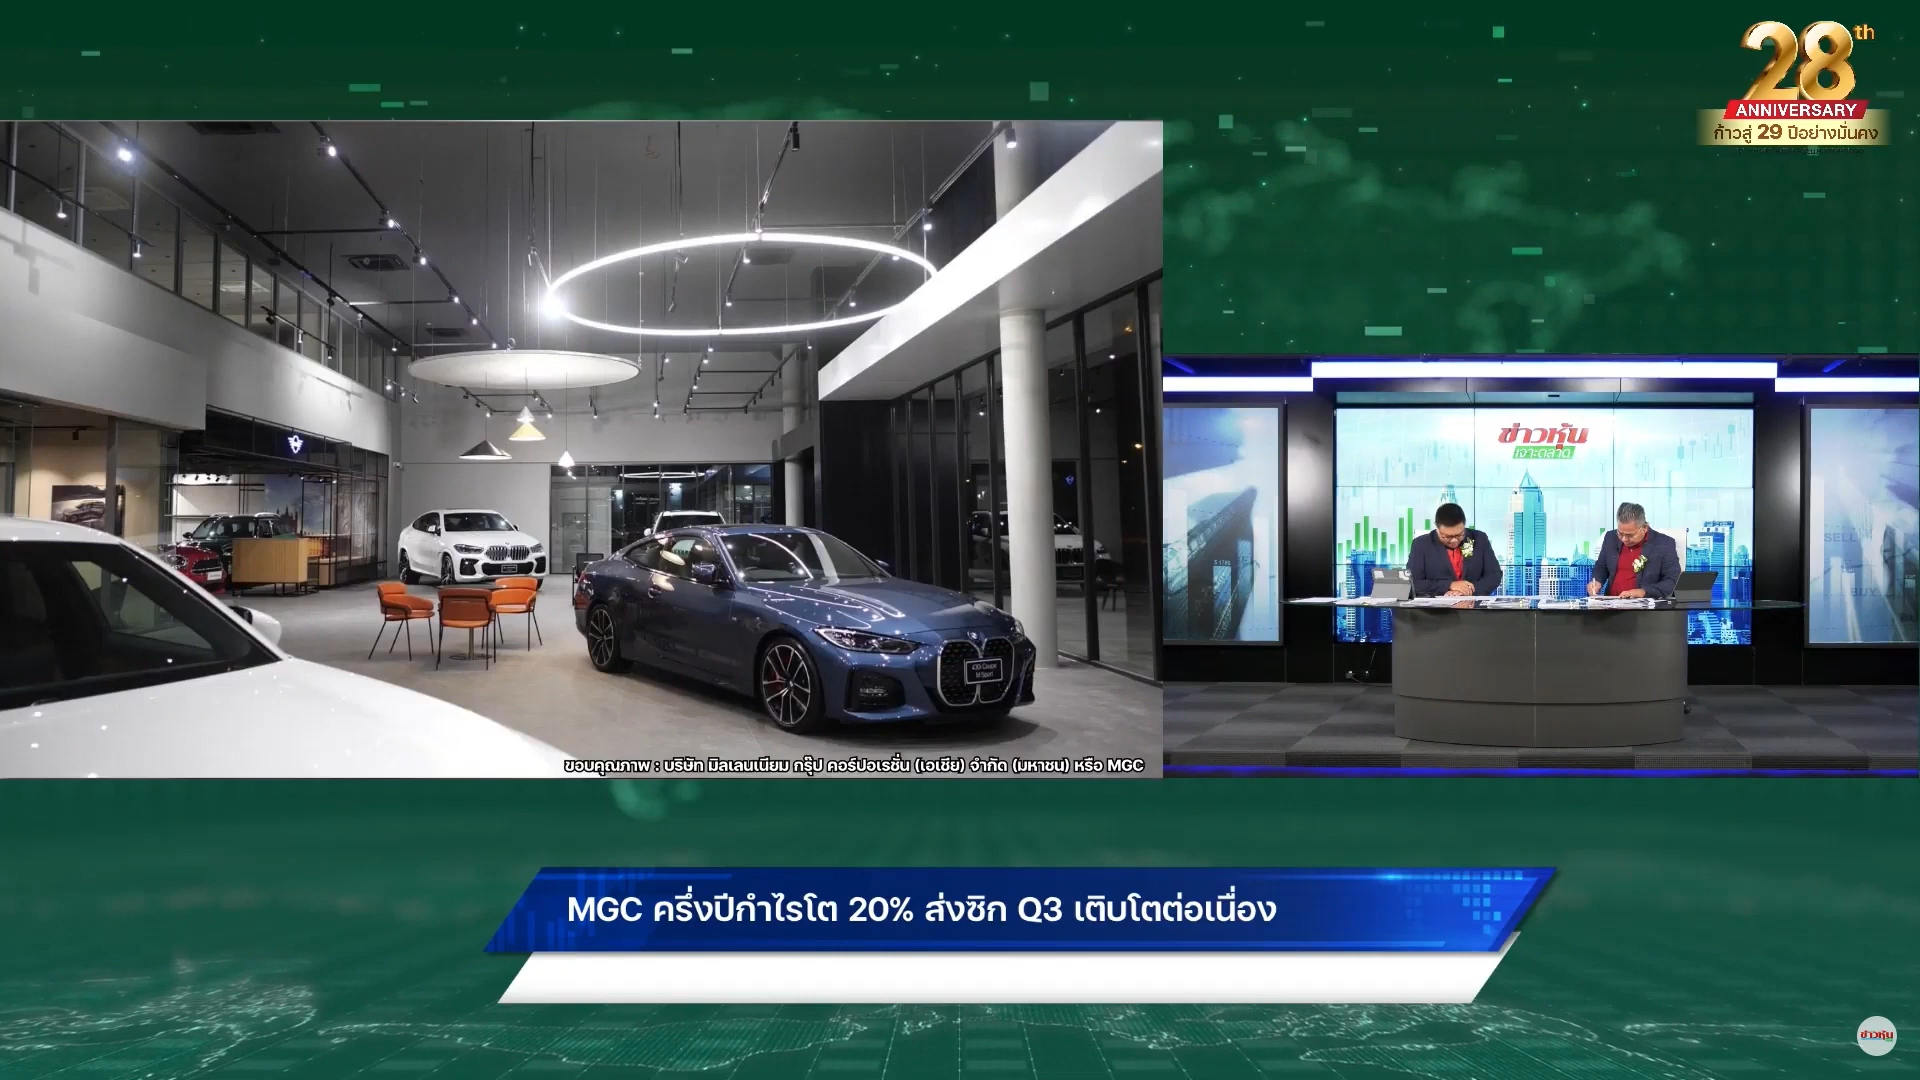 28th
ANNIVERSARY
ก้าวสู่ 29 ปีอย่างมั่นคง
ข่าวหุ้น
เจาะตลาด
SELL
BUY
430i Coupe
M Sport
ขอบคุณภาพ : บริษัท มิลเลนเนียม กรุ๊ป คอร์ปอเรชั่น (เอเชีย) จำกัด (มหาชน) หรือ MGC
MGC ครึ่งปีกำไรโต 20% ส่งซิก Q3 เติบโตต่อเนื่อง
ข่าวหุ้น